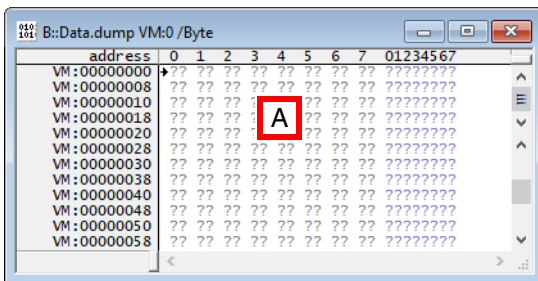 B::Data.dump VM:0 /Byte
address 0 1 2 3 4 5 6 7 01234567
VM:00000000 ?? ?? ?? ?? ?? ?? ?? ?? ????????
VM:00000008 ?? ?? ?? ?? ?? ?? ?? ?? ????????
VM:00000010 ?? ?? ?? ?? ?? ?? ?? ????????
VM:00000018 ?? ?? ?? A ?? ?? ?? ????????
VM:00000020 ?? ?? ?? ?? ?? ?? ????????
VM:00000028 ?? ?? ?? ?? ?? ?? ?? ?? ????????
VM:00000030 ?? ?? ?? ?? ?? ?? ?? ?? ????????
VM:00000038 ?? ?? ?? ?? ?? ?? ?? ?? ????????
VM:00000040 ?? ?? ?? ?? ?? ?? ?? ?? ????????
VM:00000048 ?? ?? ?? ?? ?? ?? ?? ?? ????????
VM:00000050 ?? ?? ?? ?? ?? ?? ?? ?? ????????
VM:00000058 ?? ?? ?? ?? ?? ?? ?? ?? ????????